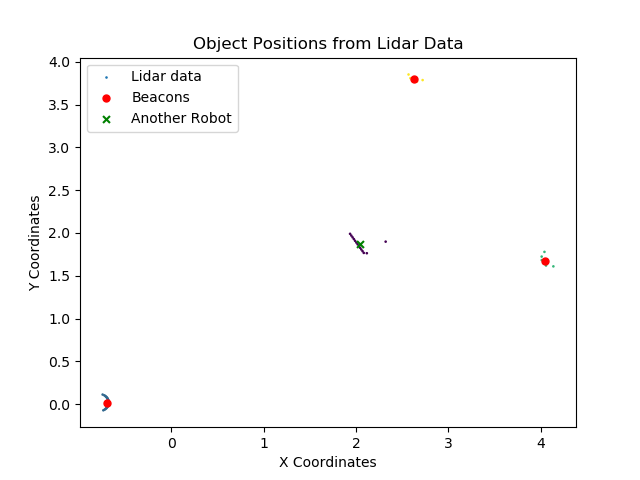 Object Positions from Lidar Data
Lidar data
Beacons
Another Robot
Y Coordinates
4.0
3.5
3.0
2.5
2.0
1.5
1.0
0.5
0.0
0 1 2 3 4
X Coordinates